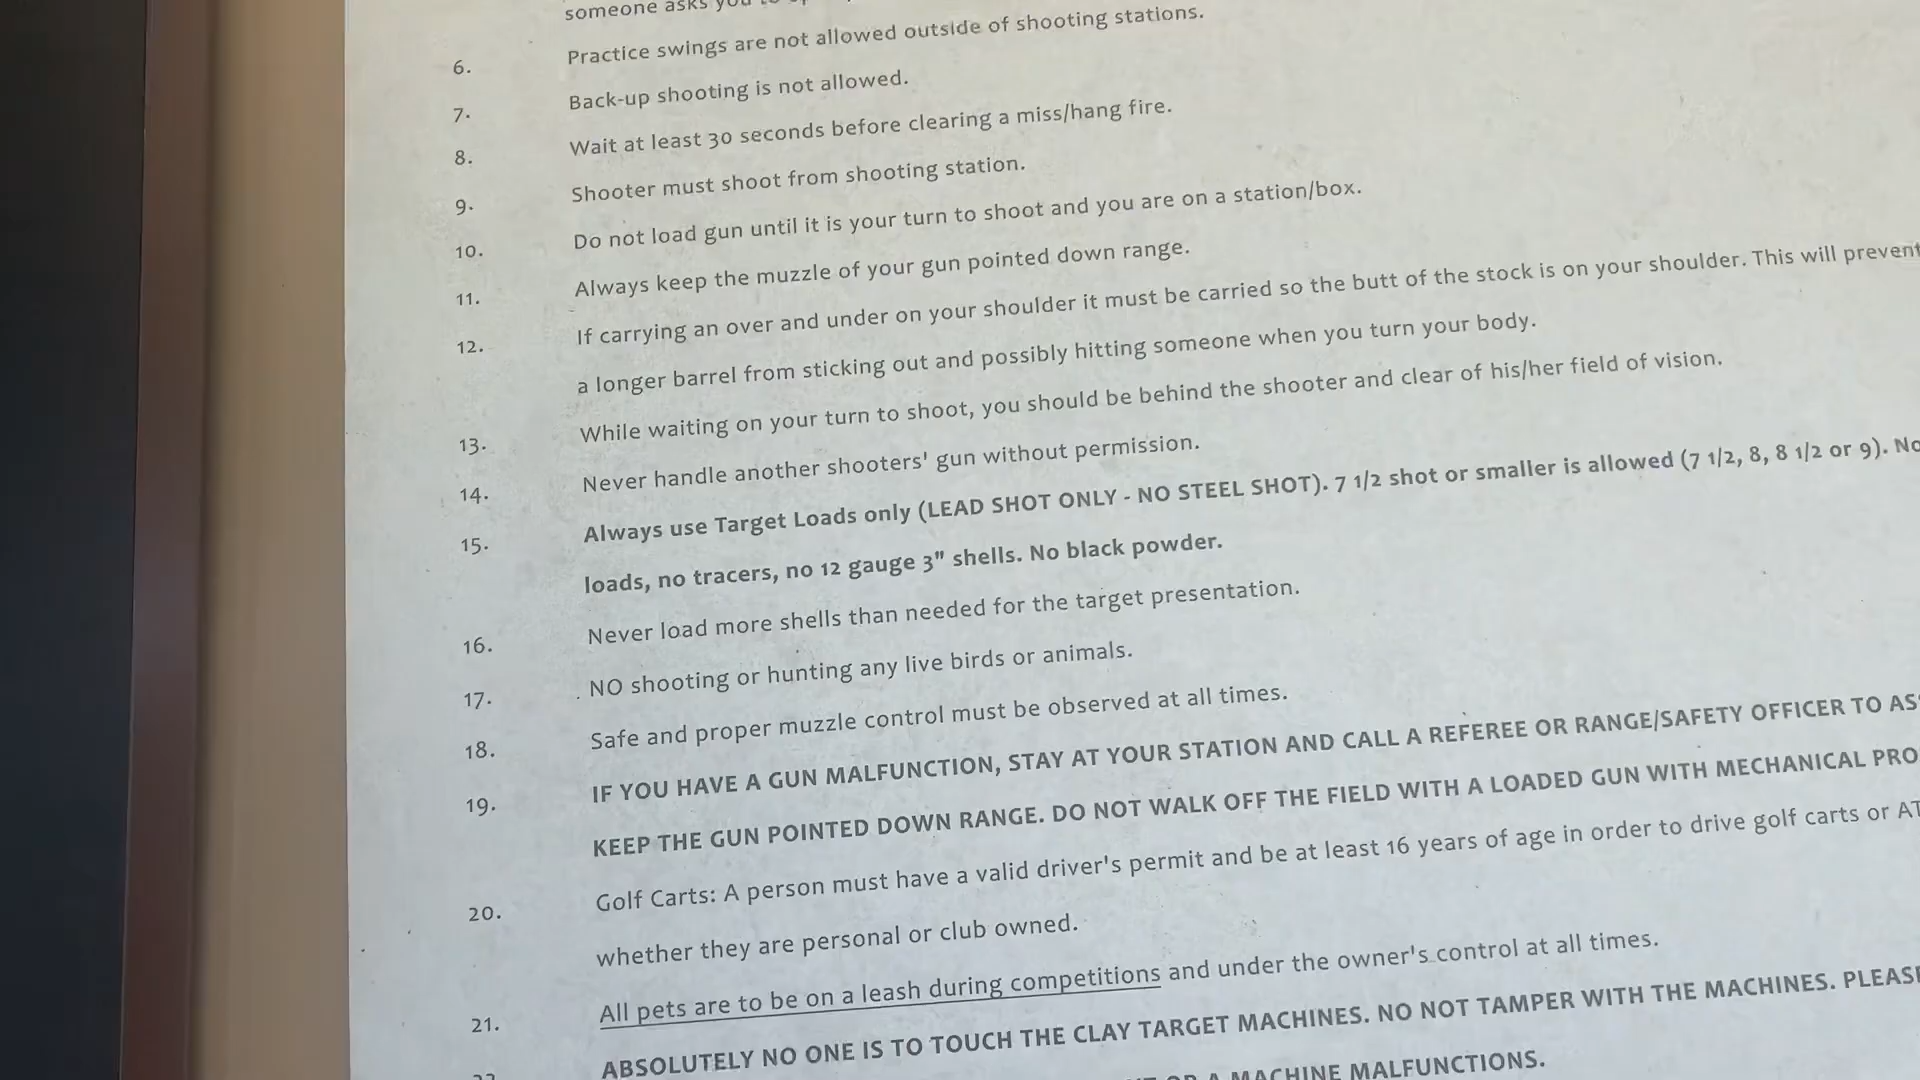 someone asks you to
6. Practice swings are not allowed outside of shooting stations.
7. Back-up shooting is not allowed.
8. Wait at least 30 seconds before clearing a miss/hang fire.
9. Shooter must shoot from shooting station.
10. Do not load gun until it is your turn to shoot and you are on a station/box.
11. Always keep the muzzle of your gun pointed down range.
12. If carrying an over and under on your shoulder it must be carried so the butt of the stock is on your shoulder. This will prevent
a longer barrel from sticking out and possibly hitting someone when you turn your body.
13. While waiting on your turn to shoot, you should be behind the shooter and clear of his/her field of vision.
14. Never handle another shooters' gun without permission.
15. Always use Target Loads only (LEAD SHOT ONLY - NO STEEL SHOT). 7 1/2 shot or smaller is allowed (7 1/2, 8, 8 1/2 or 9). No
loads, no tracers, no 12 gauge 3" shells. No black powder.
16. Never load more shells than needed for the target presentation.
17. NO shooting or hunting any live birds or animals.
18. Safe and proper muzzle control must be observed at all times.
19. IF YOU HAVE A GUN MALFUNCTION, STAY AT YOUR STATION AND CALL A REFEREE OR RANGE/SAFETY OFFICER TO
KEEP THE GUN POINTED DOWN RANGE. DO NOT WALK OFF THE FIELD WITH A LOADED GUN WITH MECHANICAL
20. Golf Carts: A person must have a valid driver's permit and be at least 16 years of age in order to drive golf carts or
whether they are personal or club owned.
21. All pets are to be on a leash during competitions and under the owner's control at all times.
ABSOLUTELY NO ONE IS TO TOUCH THE CLAY TARGET MACHINES. NO NOT TAMPER WITH THE MACHINES. PLEASE
OR A MACHINE MALFUNCTIONS.